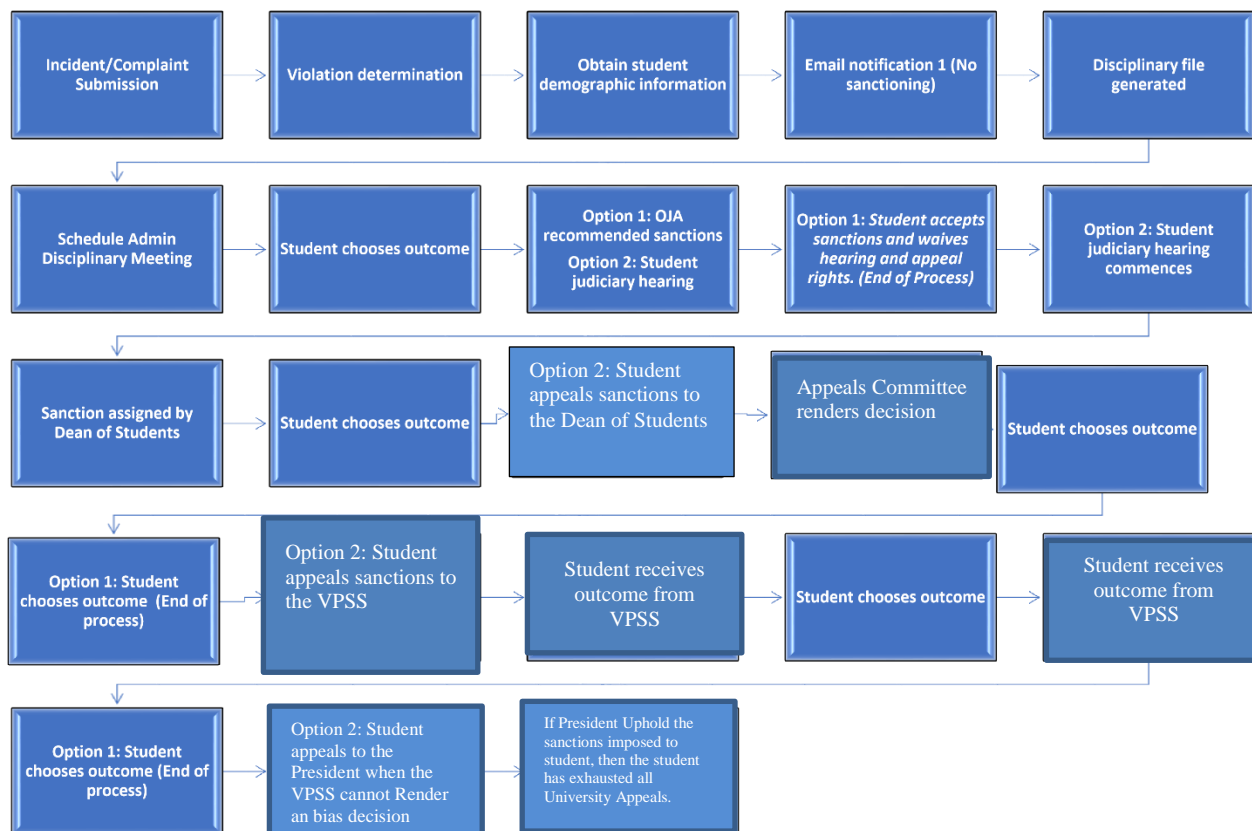 Incident/Complaint
Submission
Violation determination
Obtain student
demographic information
Email notification 1 (No
sanctioning)
Disciplinary file
generated
Schedule Admin
Disciplinary Meeting
Student chooses outcome
Option 1: OJA
recommended sanctions
Option 2: Student
judiciary hearing
Option 1: Student accepts
sanctions and waives
hearing and appeal
rights. (End of Process)
Option 2: Student
judiciary hearing
commences
Sanction assigned by
Dean of Students
Student chooses outcome
Option 2: Student
appeals sanctions to
the Dean of Students
Appeals Committee
renders decision
Student chooses outcome
Option 1: Student
chooses outcome (End of
process)
Option 2: Student
appeals sanctions to
the VPSS
Student receives
outcome from
VPSS
Student chooses outcome
Student receives
outcome from
VPSS
Option 1: Student
chooses outcome (End of
process)
Option 2: Student
appeals to the
President when the
VPSS cannot Render
an bias decision
If President Uphold the
sanctions imposed to
student, then the student
has exhausted all
University Appeals.